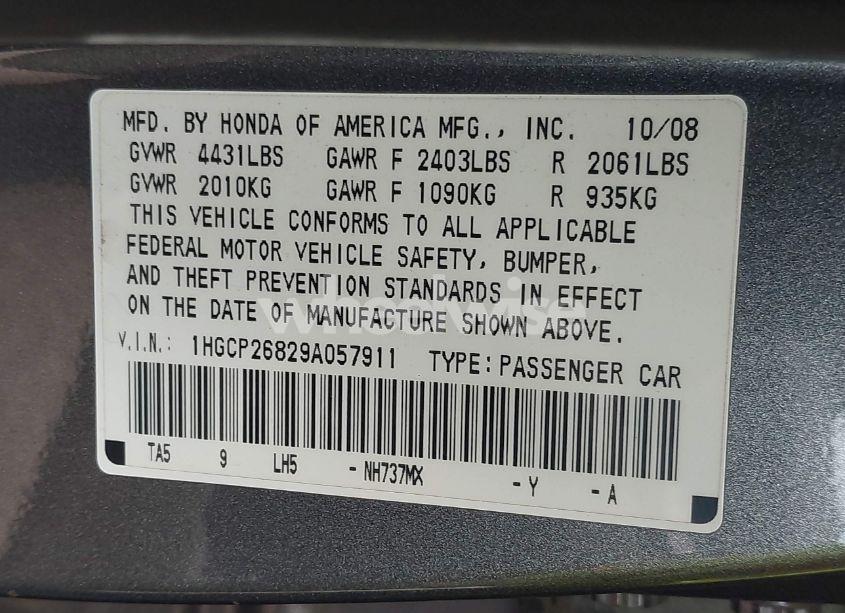 MFD. BY HONDA OF AMERICA MFG., INC. 10/08
GVWR 4431LBS GAWR F 2403LBS R 2061LBS
GVWR 2010KG GAWR F 1090KG R 935KG
THIS VEHICLE CONFORMS TO ALL APPLICABLE
FEDERAL MOTOR VEHICLE SAFETY, BUMPER,
AND THEFT PREVENTION STANDARDS IN EFFECT
ON THE DATE OF MANUFACTURE SHOWN ABOVE.
wheelwise
V.I.N.: 1HGCP26829A057911 TYPE:PASSENGER CAR
TA5 9 LH5 -NH737MX -Y -A